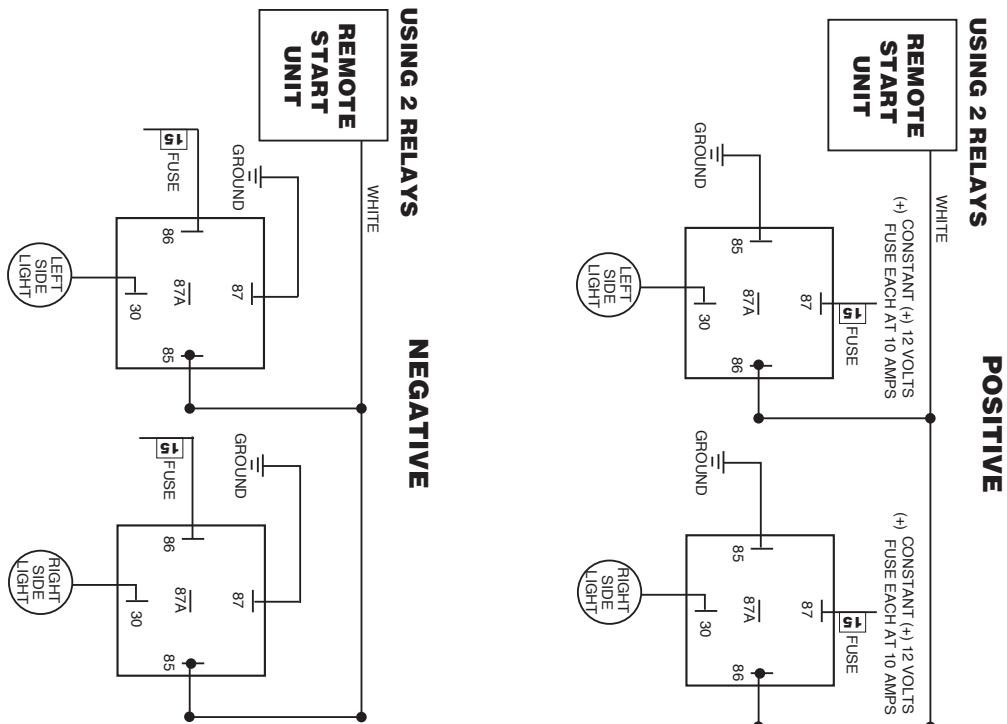 POSITIVE
USING 2 RELAYS
REMOTE
START
UNIT
WHITE
(+) CONSTANT (+) 12 VOLTS
FUSE EACH AT 10 AMPS
15 FUSE
GROUND
85
87
87A
86
30
LEFT
SIDE
LIGHT
(+) CONSTANT (+) 12 VOLTS
FUSE EACH AT 10 AMPS
15 FUSE
GROUND
85
87
87A
86
30
RIGHT
SIDE
LIGHT
NEGATIVE
USING 2 RELAYS
REMOTE
START
UNIT
WHITE
GROUND
15 FUSE
86
87
87A
85
30
LEFT
SIDE
LIGHT
GROUND
15 FUSE
86
87
87A
85
30
RIGHT
SIDE
LIGHT